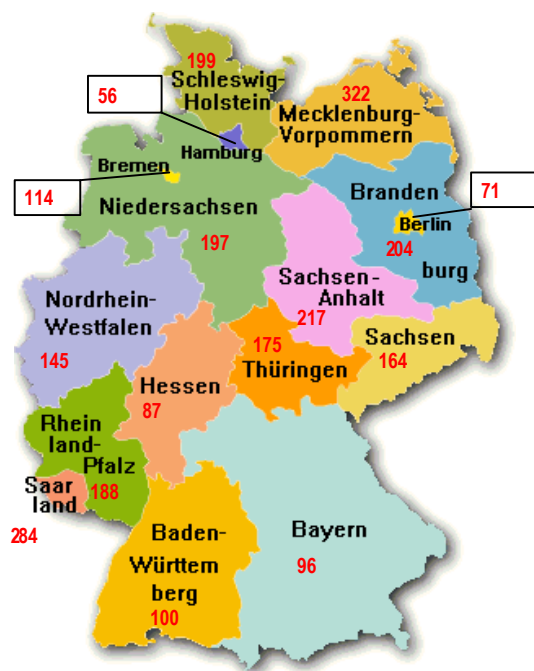 199
Schleswig-
Holstein
56
322
Mecklenburg-
Vorpommern
Hamburg
Bremen
114
Niedersachsen
197
Branden
71
Berlin
204
burg
Sachsen-
Anhalt
217
Nordrhein-
Westfalen
145
Sachsen
164
175
Thüringen
Hessen
87
Rhein
land-
Pfalz
188
Saar
land
284
Baden-
Württem
berg
100
Bayern
96